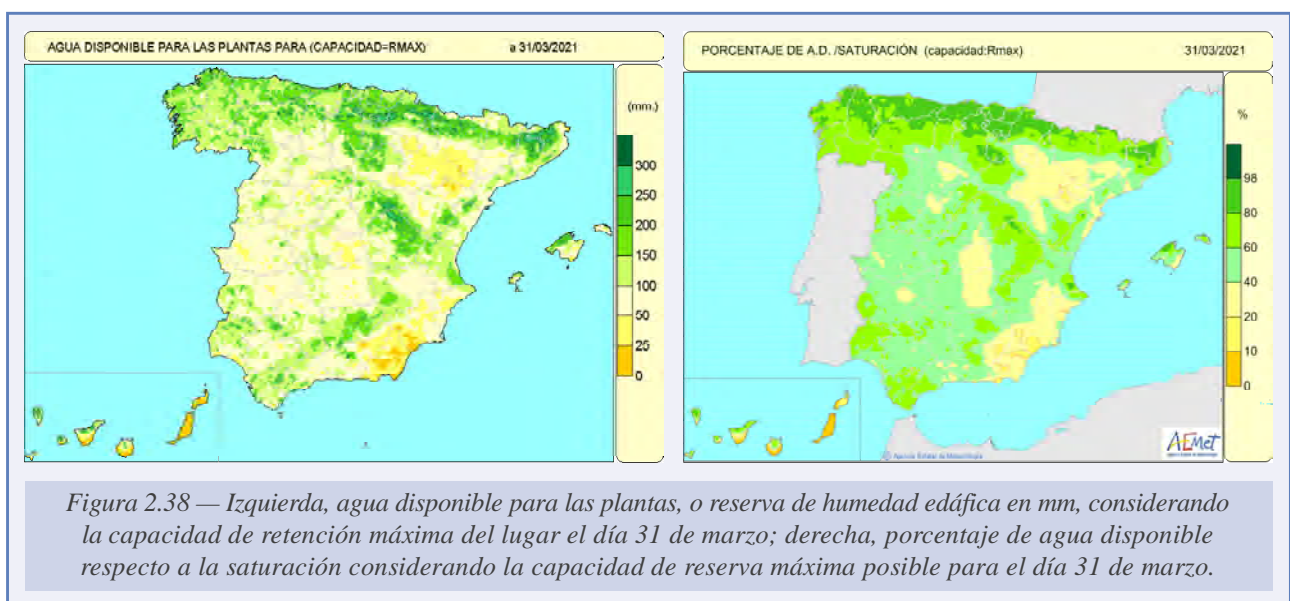 AGUA DISPONIBLE PARA LAS PLANTAS PARA (CAPACIDAD=RMAX) a 31/03/2021
(mm.)
300
250
200
150
100
50
25
0
PORCENTAJE DE A.D. /SATURACIÓN (capacidad:Rmax) 31/03/2021
%
98
80
60
40
20
10
0
AEMet
© Agencia Estatal de Meteorología
Figura 2.38 — Izquierda, agua disponible para las plantas, o reserva de humedad edáfica en mm, considerando
la capacidad de retención máxima del lugar el día 31 de marzo; derecha, porcentaje de agua disponible
respecto a la saturación considerando la capacidad de reserva máxima posible para el día 31 de marzo.